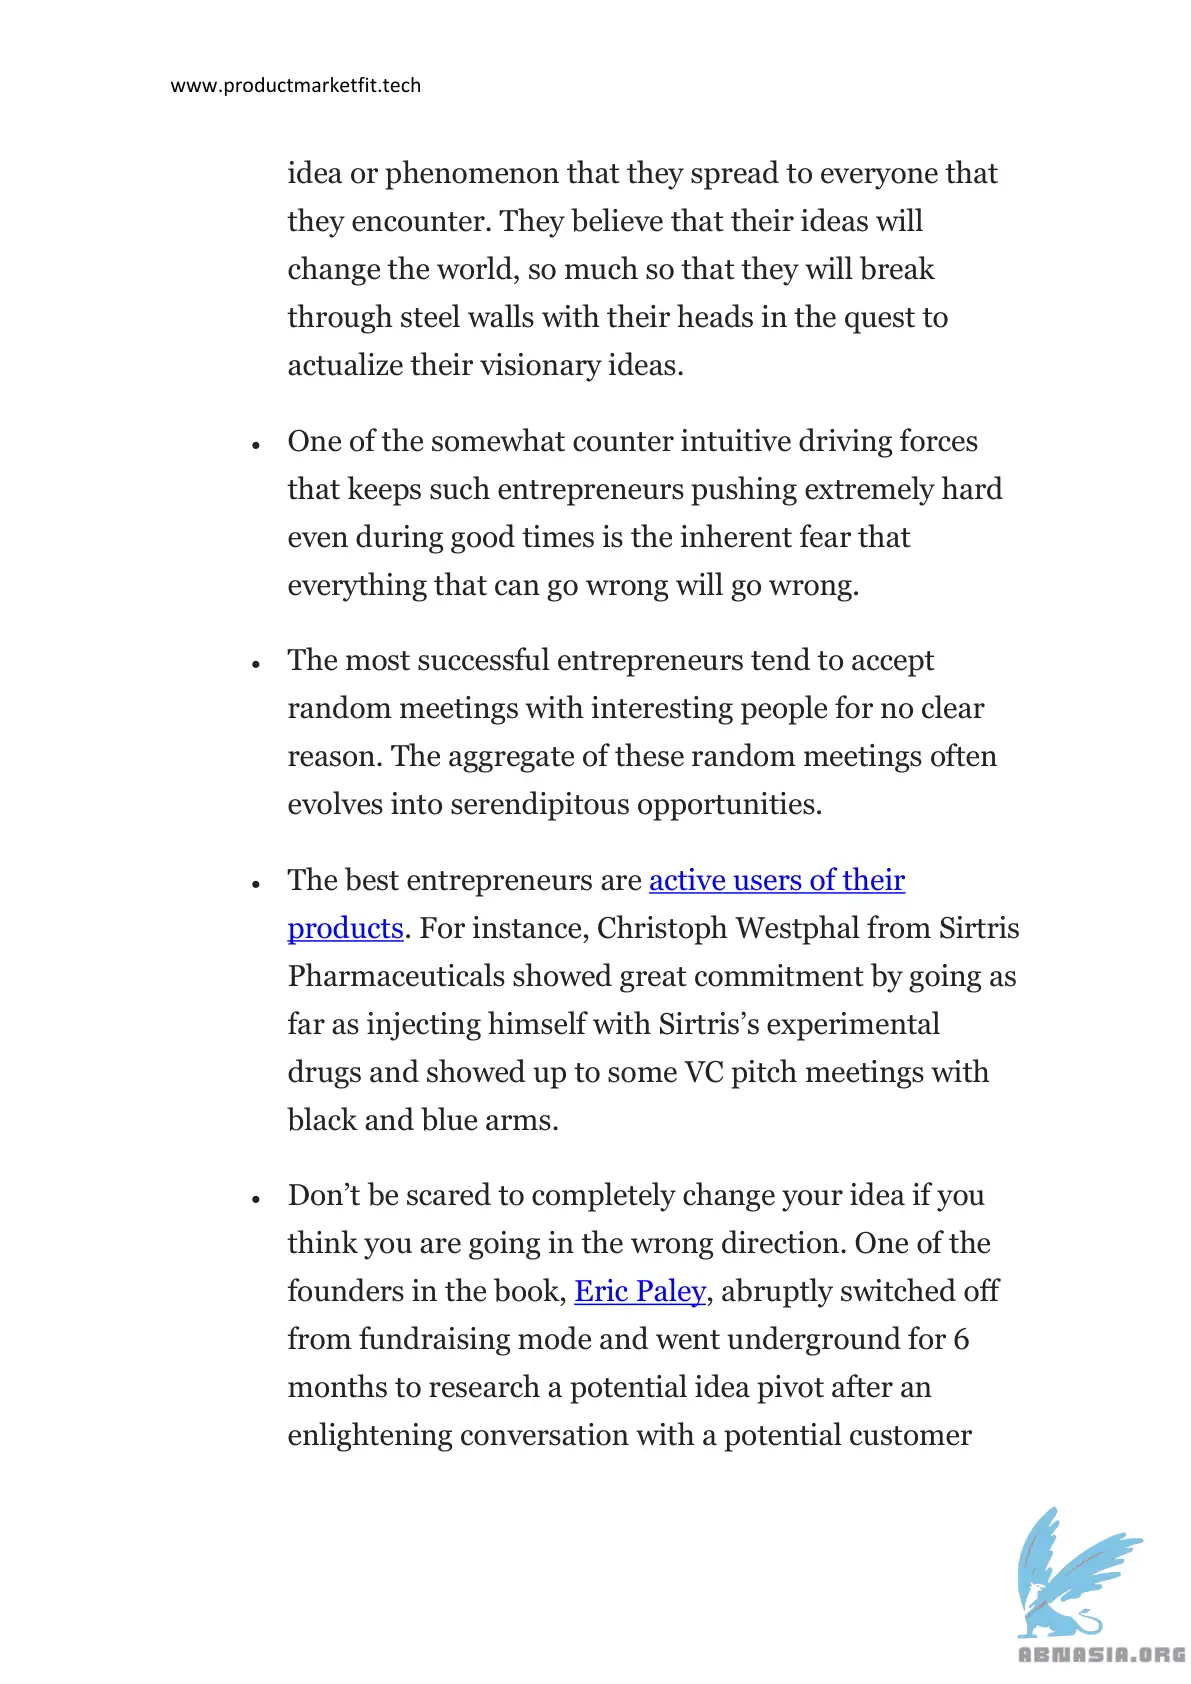 www.productmarketfit.tech
idea or phenomenon that they spread to everyone that
they encounter. They believe that their ideas will
change the world, so much so that they will break
through steel walls with their heads in the quest to
actualize their visionary ideas.
• One of the somewhat counter intuitive driving forces
that keeps such entrepreneurs pushing extremely hard
even during good times is the inherent fear that
everything that can go wrong will go wrong.
• The most successful entrepreneurs tend to accept
random meetings with interesting people for no clear
reason. The aggregate of these random meetings often
evolves into serendipitous opportunities.
• The best entrepreneurs are active users of their
products. For instance, Christoph Westphal from Sirtris
Pharmaceuticals showed great commitment by going as
far as injecting himself with Sirtris’s experimental
drugs and showed up to some VC pitch meetings with
black and blue arms.
• Don’t be scared to completely change your idea if you
think you are going in the wrong direction. One of the
founders in the book, Eric Paley, abruptly switched off
from fundraising mode and went underground for 6
months to research a potential idea pivot after an
enlightening conversation with a potential customer
ABNASIA.ORG